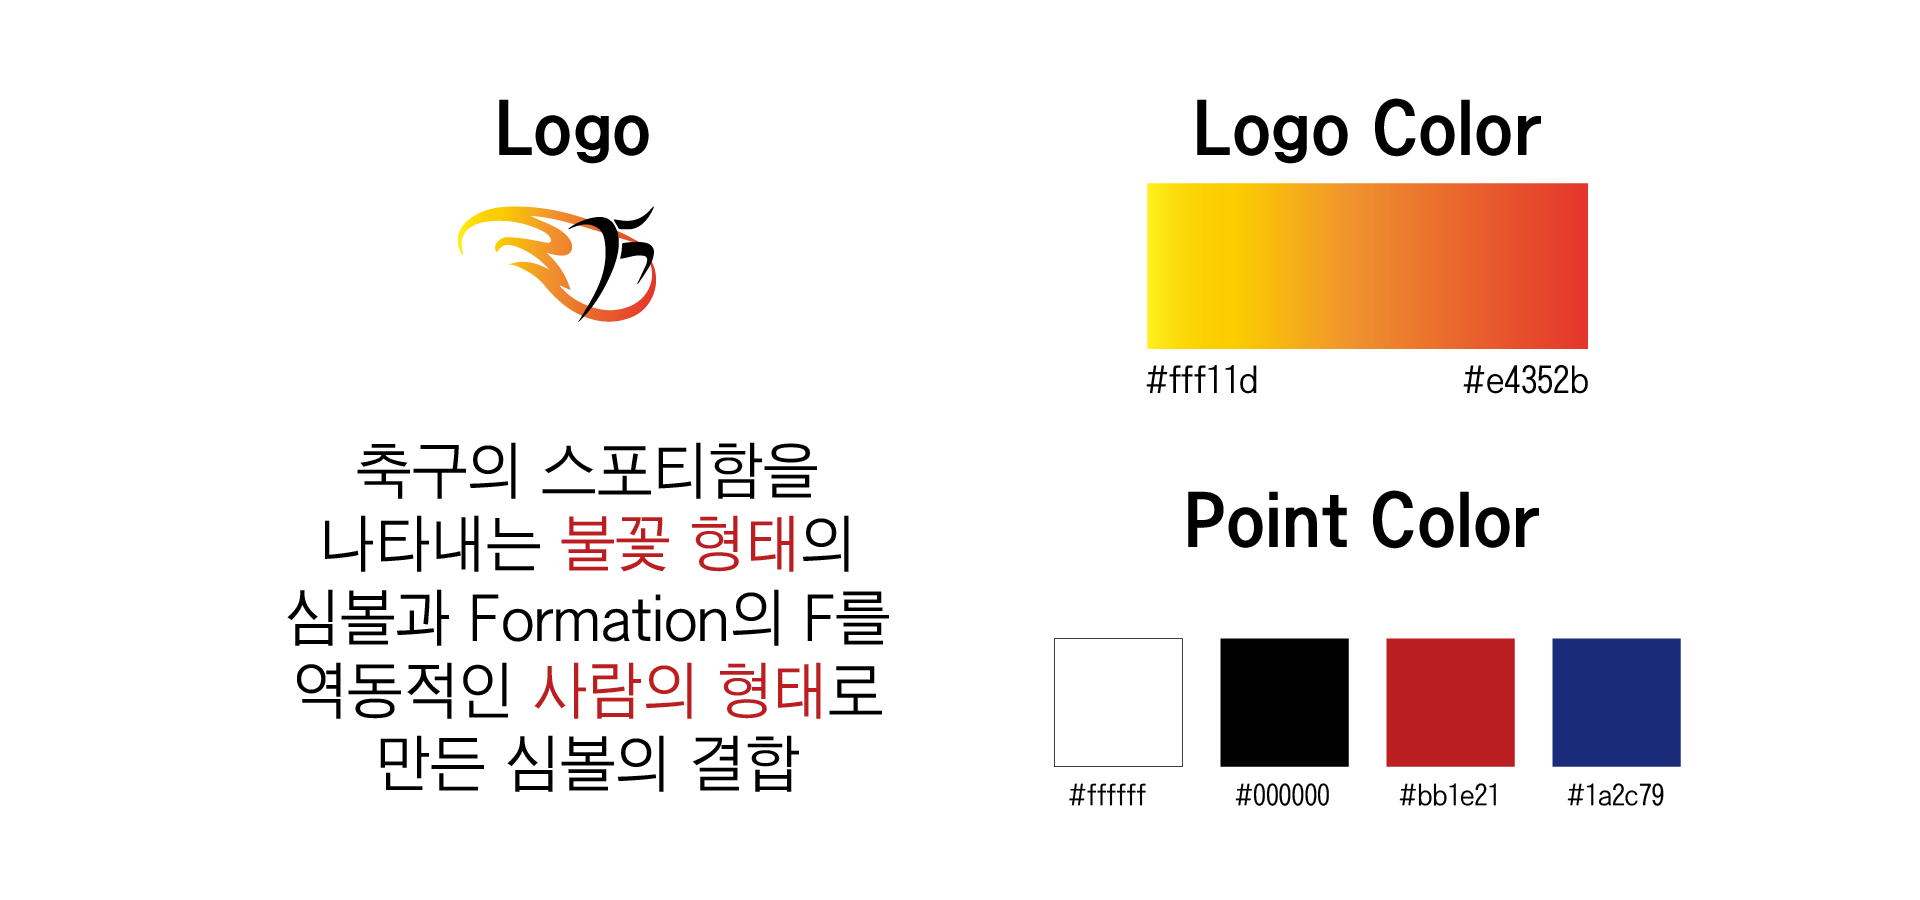 Logo
축구의 스포티함을
나타내는 불꽃 형태의
심볼과 Formation의 F를
역동적인 사람의 형태로
만든 심볼의 결합
Logo Color
#fff11d
#e4352b
Point Color
#ffffff
#000000
#bb1e21
#1a2c79